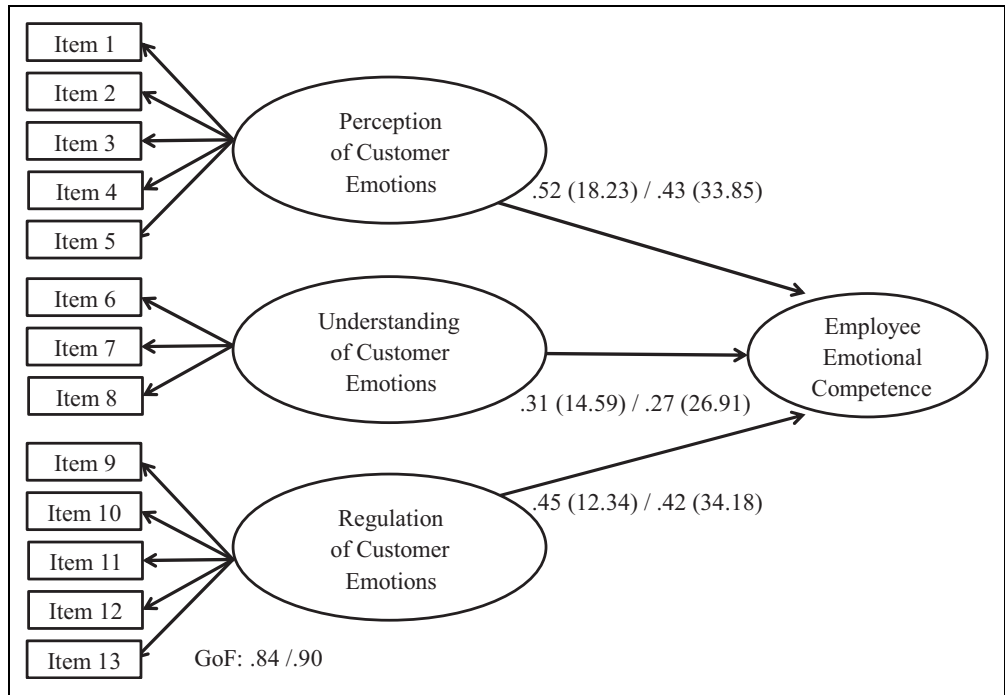 Item 1
Item 2
Item 3
Item 4
Item 5
Perception
of Customer
Emotions
.52 (18.23) / .43 (33.85)
Item 6
Item 7
Item 8
Understanding
of Customer
Emotions
.31 (14.59) / .27 (26.91)
Employee
Emotional
Competence
Item 9
Item 10
Item 11
Item 12
Item 13
Regulation
of Customer
Emotions
.45 (12.34) / .42 (34.18)
GoF: .84 /.90